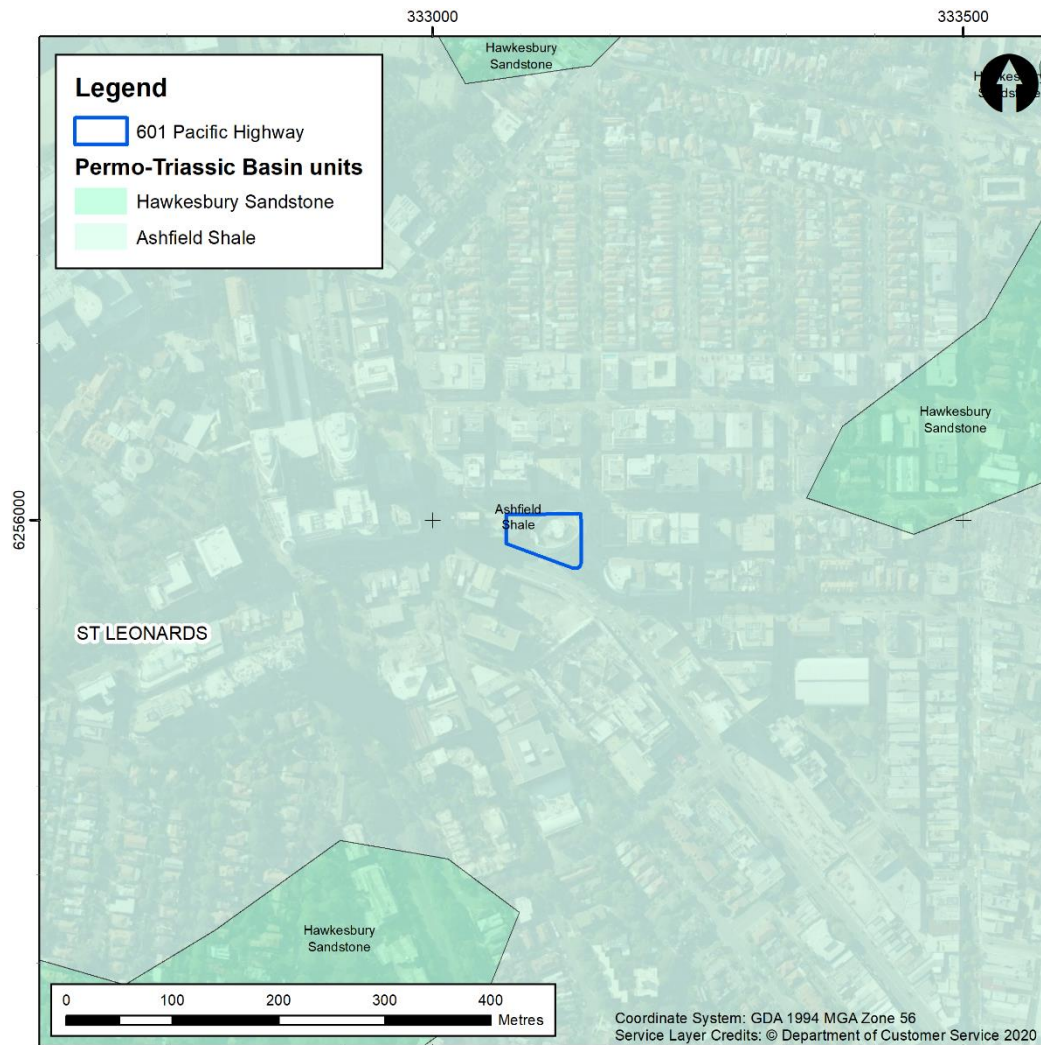 333000
333500
Hawkesbury
Sandstone
Hawkesbury
Sandstone
Legend
601 Pacific Highway
Permo-Triassic Basin units
Hawkesbury Sandstone
Ashfield Shale
Hawkesbury
Sandstone
6256000
Ashfield
Shale
ST LEONARDS
Hawkesbury
Sandstone
0 100 200 300 400
Metres
Coordinate System: GDA 1994 MGA Zone 56
Service Layer Credits: © Department of Customer Service 2020